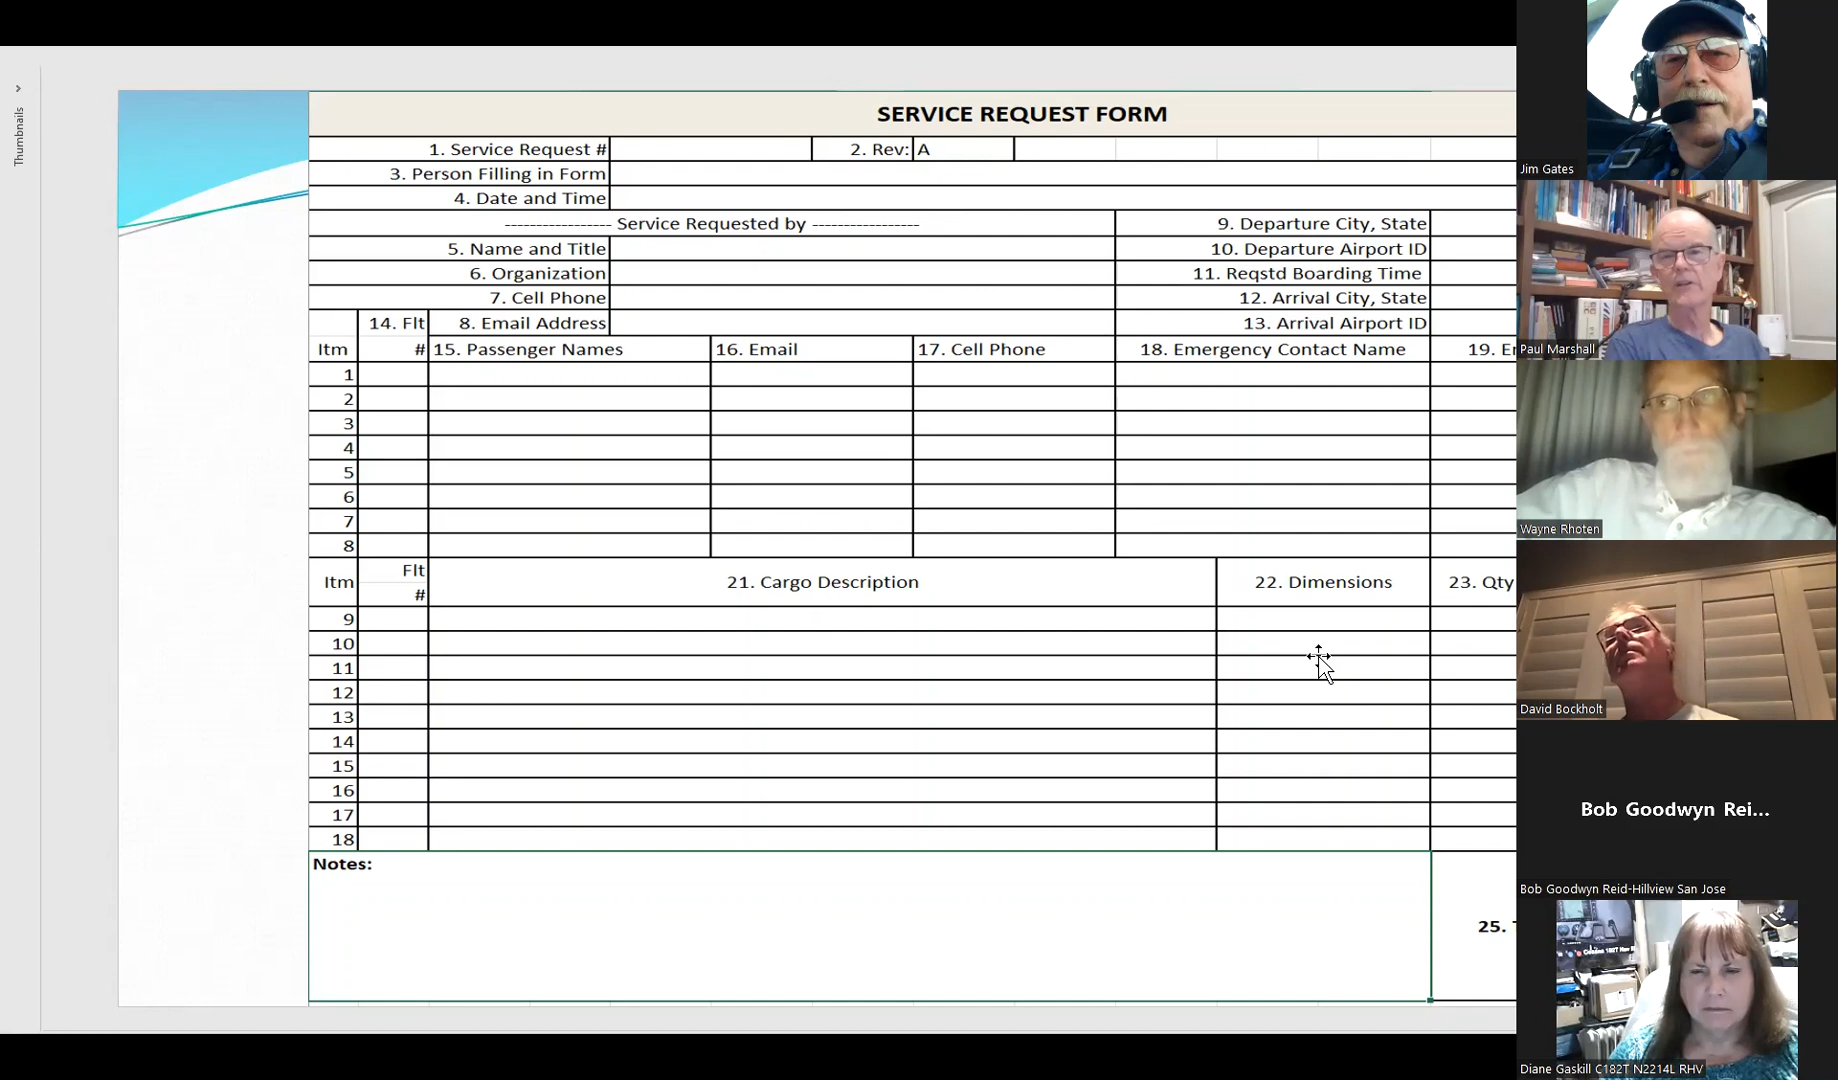 Thumbnails
SERVICE REQUEST FORM
1. Service Request #
2. Rev: A
3. Person Filling in Form
4. Date and Time
----------------- Service Requested by -----------------
9. Departure City, State
5. Name and Title
10. Departure Airport ID
6. Organization
11. Reqstd Boarding Time
7. Cell Phone
12. Arrival City, State
14. Flt
8. Email Address
13. Arrival Airport ID
Itm
#
15. Passenger Names
16. Email
17. Cell Phone
18. Emergency Contact Name
19.
1
2
3
4
5
6
7
8
Itm
Flt
#
21. Cargo Description
22. Dimensions
23. Qty
9
10
11
12
13
14
15
16
17
18
Notes:
25.
Jim Gates
Paul Marshall
Wayne Rhoten
David Bockholt
Bob Goodwyn Rei...
Bob Goodwyn Reid-Hillview San Jose
Diane Gaskill C182T N2214L RHV